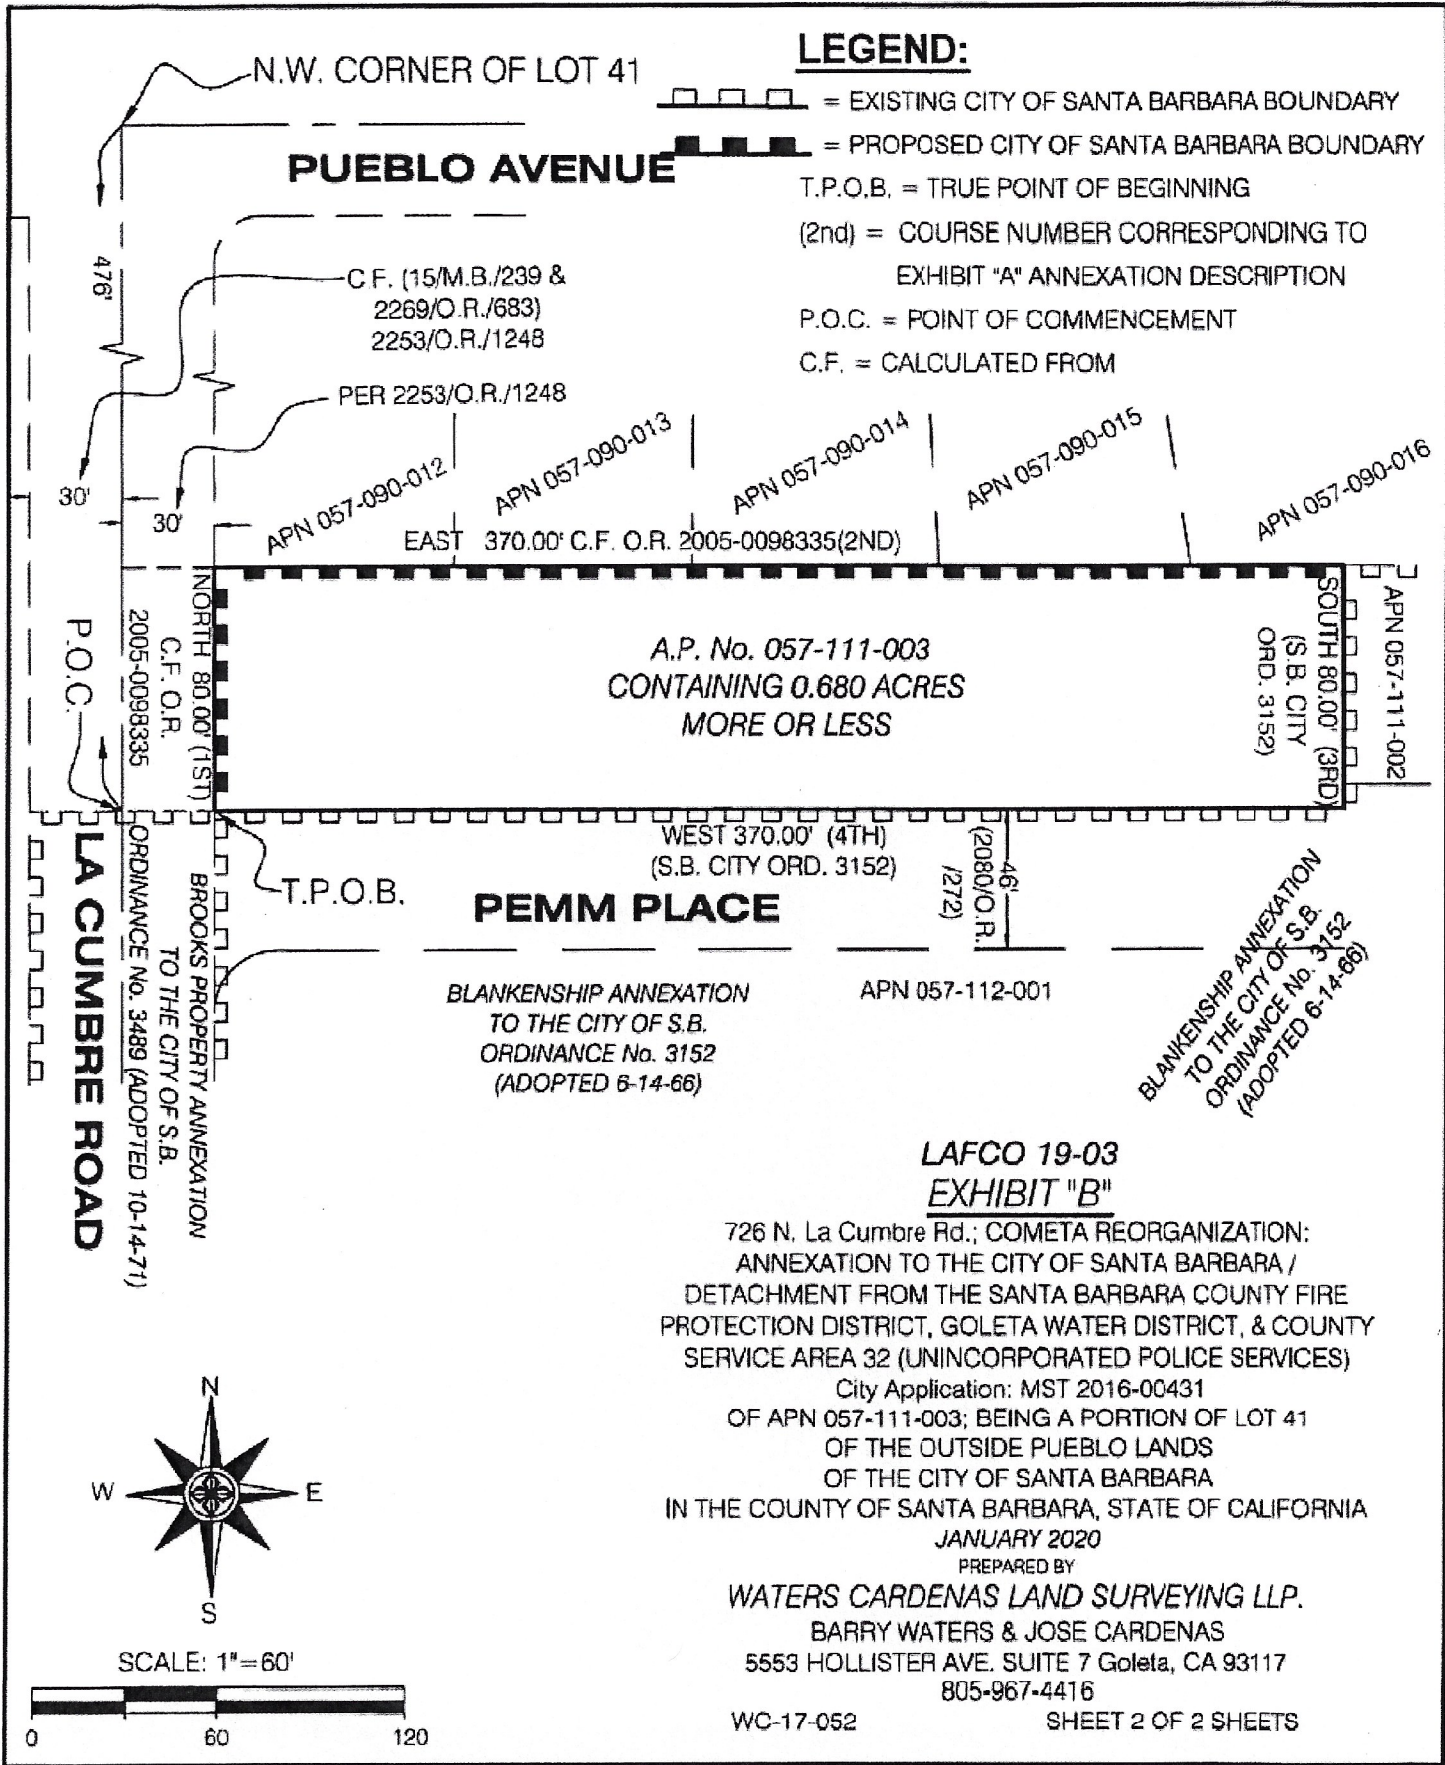 LEGEND:
= EXISTING CITY OF SANTA BARBARA BOUNDARY
= PROPOSED CITY OF SANTA BARBARA BOUNDARY
T.P.O.B. = TRUE POINT OF BEGINNING
(2nd) = COURSE NUMBER CORRESPONDING TO
EXHIBIT "A" ANNEXATION DESCRIPTION
P.O.C. = POINT OF COMMENCEMENT
C.F. = CALCULATED FROM
N.W. CORNER OF LOT 41
PUEBLO AVENUE
476'
C.F. (15/M.B./239 &
2269/O.R./683)
2253/O.R./1248
PER 2253/O.R./1248
30'
30'
APN 057-090-012
APN 057-090-013
APN 057-090-014
APN 057-090-015
APN 057-090-016
EAST 370.00' C.F. O.R. 2005-0098335(2ND)
NORTH 80.00' (1ST)
C.F. O.R.
2005-0098335
P.O.C.
A.P. No. 057-111-003
CONTAINING 0.680 ACRES
MORE OR LESS
SOUTH 80.00' (3RD)
(S.B. CITY
ORD. 3152)
APN 057-111-002
WEST 370.00' (4TH)
(S.B. CITY ORD. 3152)
46'
(2080/O.R.
/272)
T.P.O.B.
PEMM PLACE
LA CUMBRE ROAD
BROOKS PROPERTY ANNEXATION
TO THE CITY OF S.B.
ORDINANCE No. 3489 (ADOPTED 10-14-71)
BLANKENSHIP ANNEXATION
TO THE CITY OF S.B.
ORDINANCE No. 3152
(ADOPTED 6-14-66)
APN 057-112-001
BLANKENSHIP ANNEXATION
TO THE CITY OF S.B.
ORDINANCE No. 3152
(ADOPTED 6-14-66)
LAFCO 19-03
EXHIBIT "B"
726 N. La Cumbre Rd.; COMETA REORGANIZATION:
ANNEXATION TO THE CITY OF SANTA BARBARA /
DETACHMENT FROM THE SANTA BARBARA COUNTY FIRE
PROTECTION DISTRICT, GOLETA WATER DISTRICT, & COUNTY
SERVICE AREA 32 (UNINCORPORATED POLICE SERVICES)
City Application: MST 2016-00431
OF APN 057-111-003; BEING A PORTION OF LOT 41
OF THE OUTSIDE PUEBLO LANDS
OF THE CITY OF SANTA BARBARA
IN THE COUNTY OF SANTA BARBARA, STATE OF CALIFORNIA
JANUARY 2020
PREPARED BY
WATERS CARDENAS LAND SURVEYING LLP.
BARRY WATERS & JOSE CARDENAS
5553 HOLLISTER AVE. SUITE 7 Goleta, CA 93117
805-967-4416
WC-17-052 SHEET 2 OF 2 SHEETS
N
W E
S
SCALE: 1"=60'
0 60 120